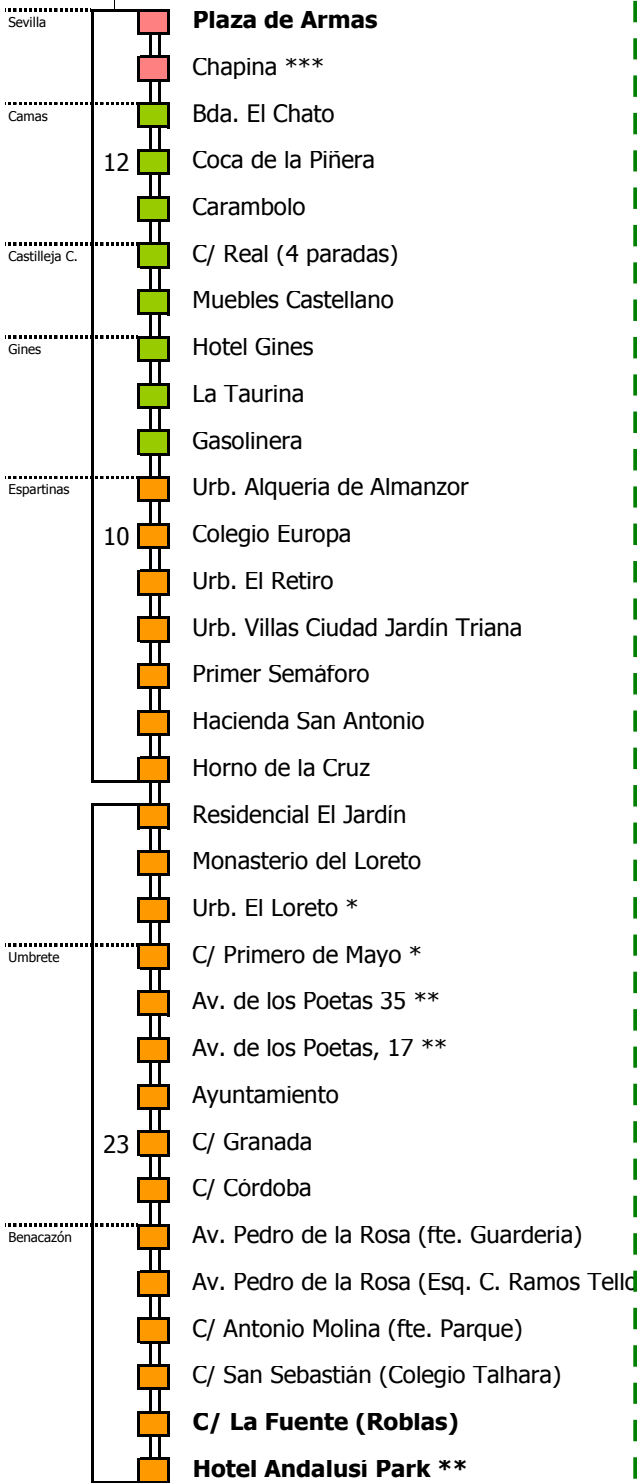 Sevilla Plaza de Armas
Chapina ***
Camas Bda. El Chato
12 Coca de la Piñera
Carambolo
Castilleja C. C/ Real (4 paradas)
Muebles Castellano
Gines Hotel Gines
La Taurina
Gasolinera
Espartinas Urb. Alqueria de Almanzor
10 Colegio Europa
Urb. El Retiro
Urb. Villas Ciudad Jardín Triana
Primer Semáforo
Hacienda San Antonio
Horno de la Cruz
Residencial El Jardín
Monasterio del Loreto
Urb. El Loreto *
Umbrete C/ Primero de Mayo *
Av. de los Poetas 35 **
Av. de los Poetas, 17 **
Ayuntamiento
23 C/ Granada
C/ Córdoba
Benacazón Av. Pedro de la Rosa (fte. Guarderia)
Av. Pedro de la Rosa (Esq. C. Ramos Tello
C/ Antonio Molina (fte. Parque)
C/ San Sebastián (Colegio Talhara)
C/ La Fuente (Roblas)
Hotel Andalusi Park **